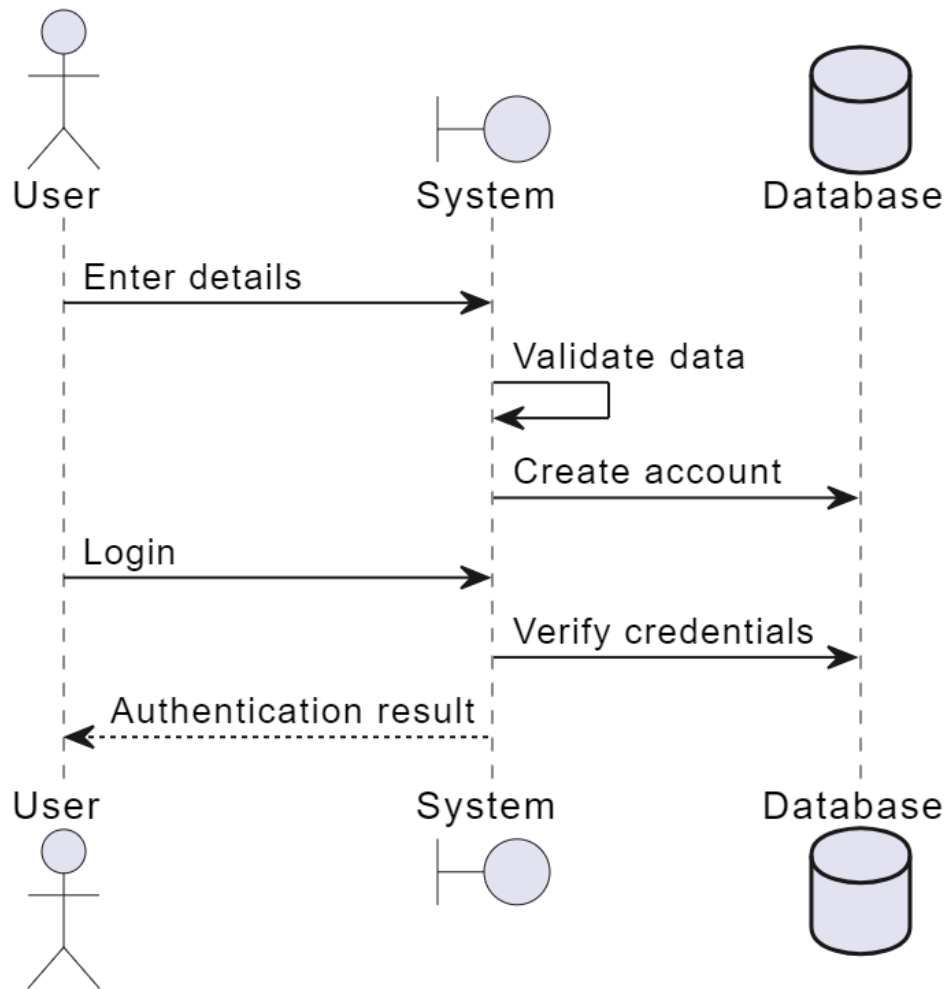 User
System
Database
Enter details
Validate data
Create account
Login
Verify credentials
Authentication result
User
System
Database